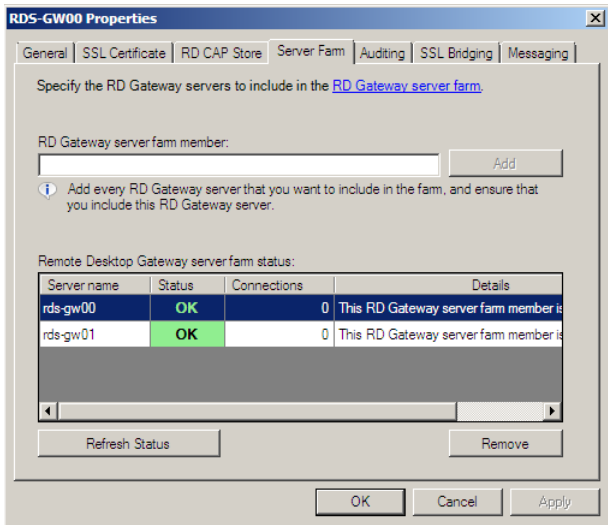 RDS-GW00 Properties
General SSL Certificate RD CAP Store Server Farm Auditing SSL Bridging Messaging
Specify the RD Gateway servers to include in the RD Gateway server farm.
RD Gateway server farm member:
Add
Add every RD Gateway server that you want to include in the farm, and ensure that
you include this RD Gateway server.
Remote Desktop Gateway server farm status:
Server name Status Connections Details
rds-gw00 OK 0 This RD Gateway server farm member is
rds-gw01 OK 0 This RD Gateway server farm member is
Refresh Status Remove
OK Cancel Apply